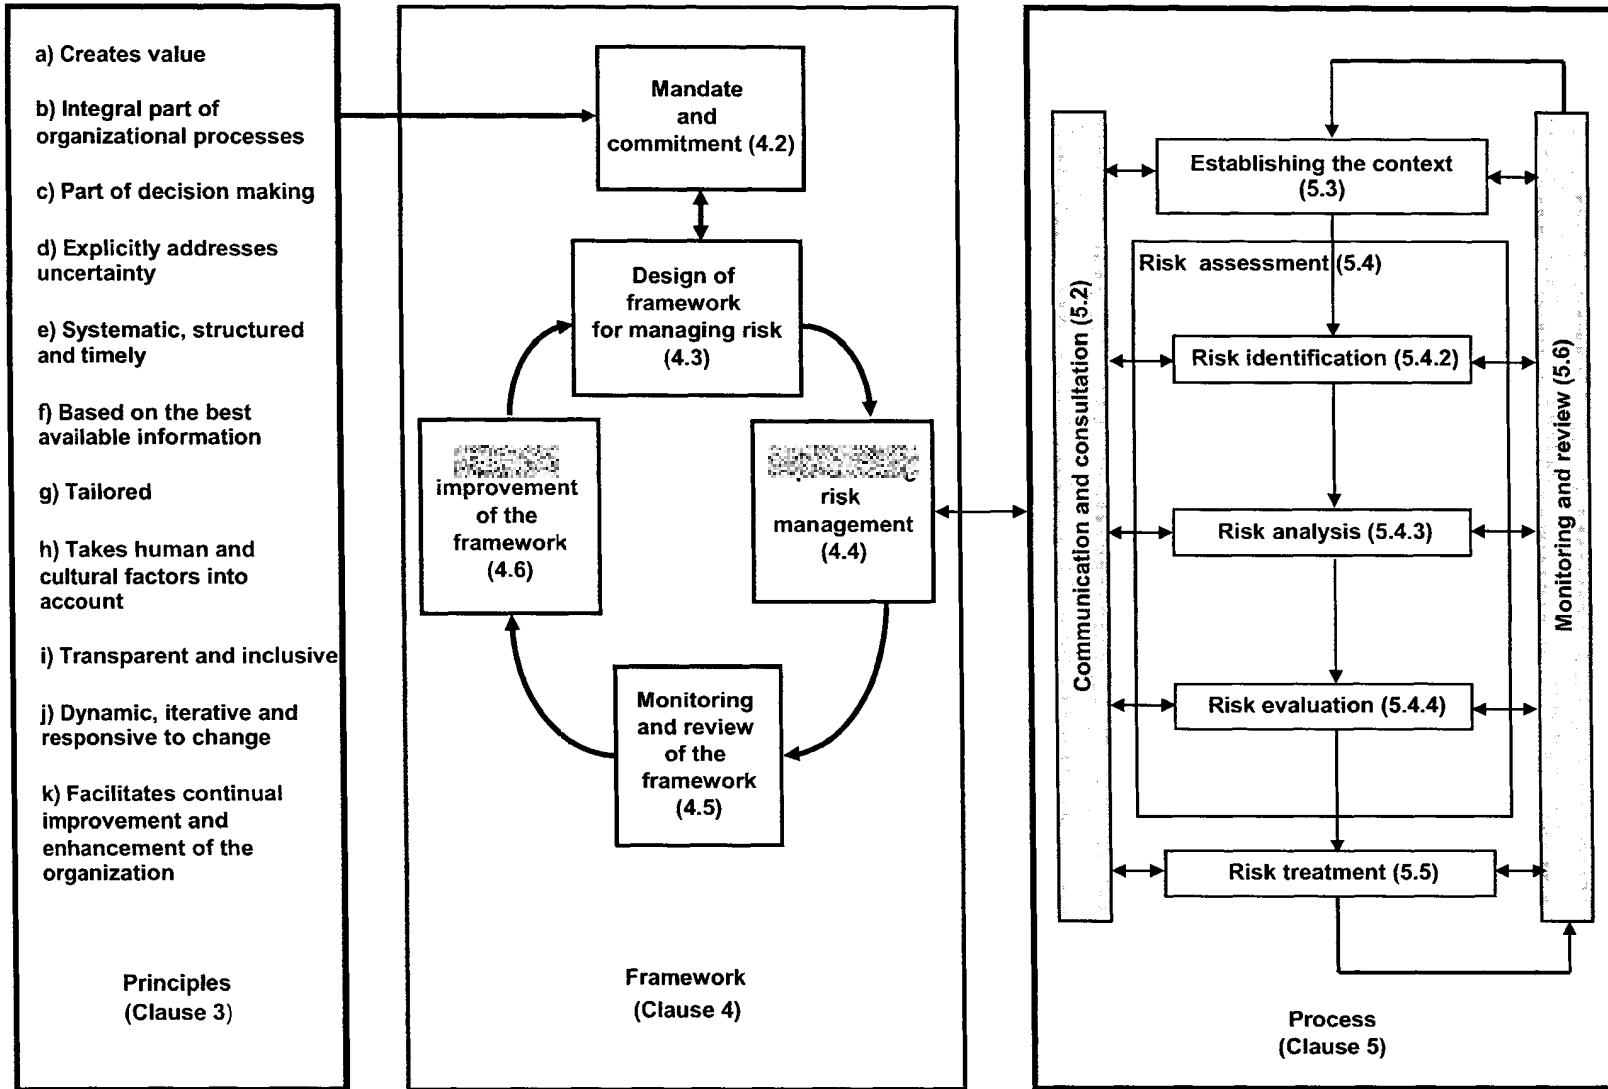 a) Creates value
b) Integral part of
organizational processes
c) Part of decision making
d) Explicitly addresses
uncertainty
e) Systematic, structured
and timely
f) Based on the best
available information
g) Tailored
h) Takes human and
cultural factors into
account
i) Transparent and inclusive
j) Dynamic, iterative and
responsive to change
k) Facilitates continual
improvement and
enhancement of the
organization
Principles
(Clause 3)
Mandate
and
commitment (4.2)
Design of
framework
for managing risk
(4.3)
improvement
of the
framework
(4.6)
risk
management
(4.4)
Monitoring
and review
of the
framework
(4.5)
Framework
(Clause 4)
Communication and consultation (5.2)
Establishing the context
(5.3)
Risk assessment (5.4)
Risk identification (5.4.2)
Risk analysis (5.4.3)
Risk evaluation (5.4.4)
Risk treatment (5.5)
Monitoring and review (5.6)
Process
(Clause 5)